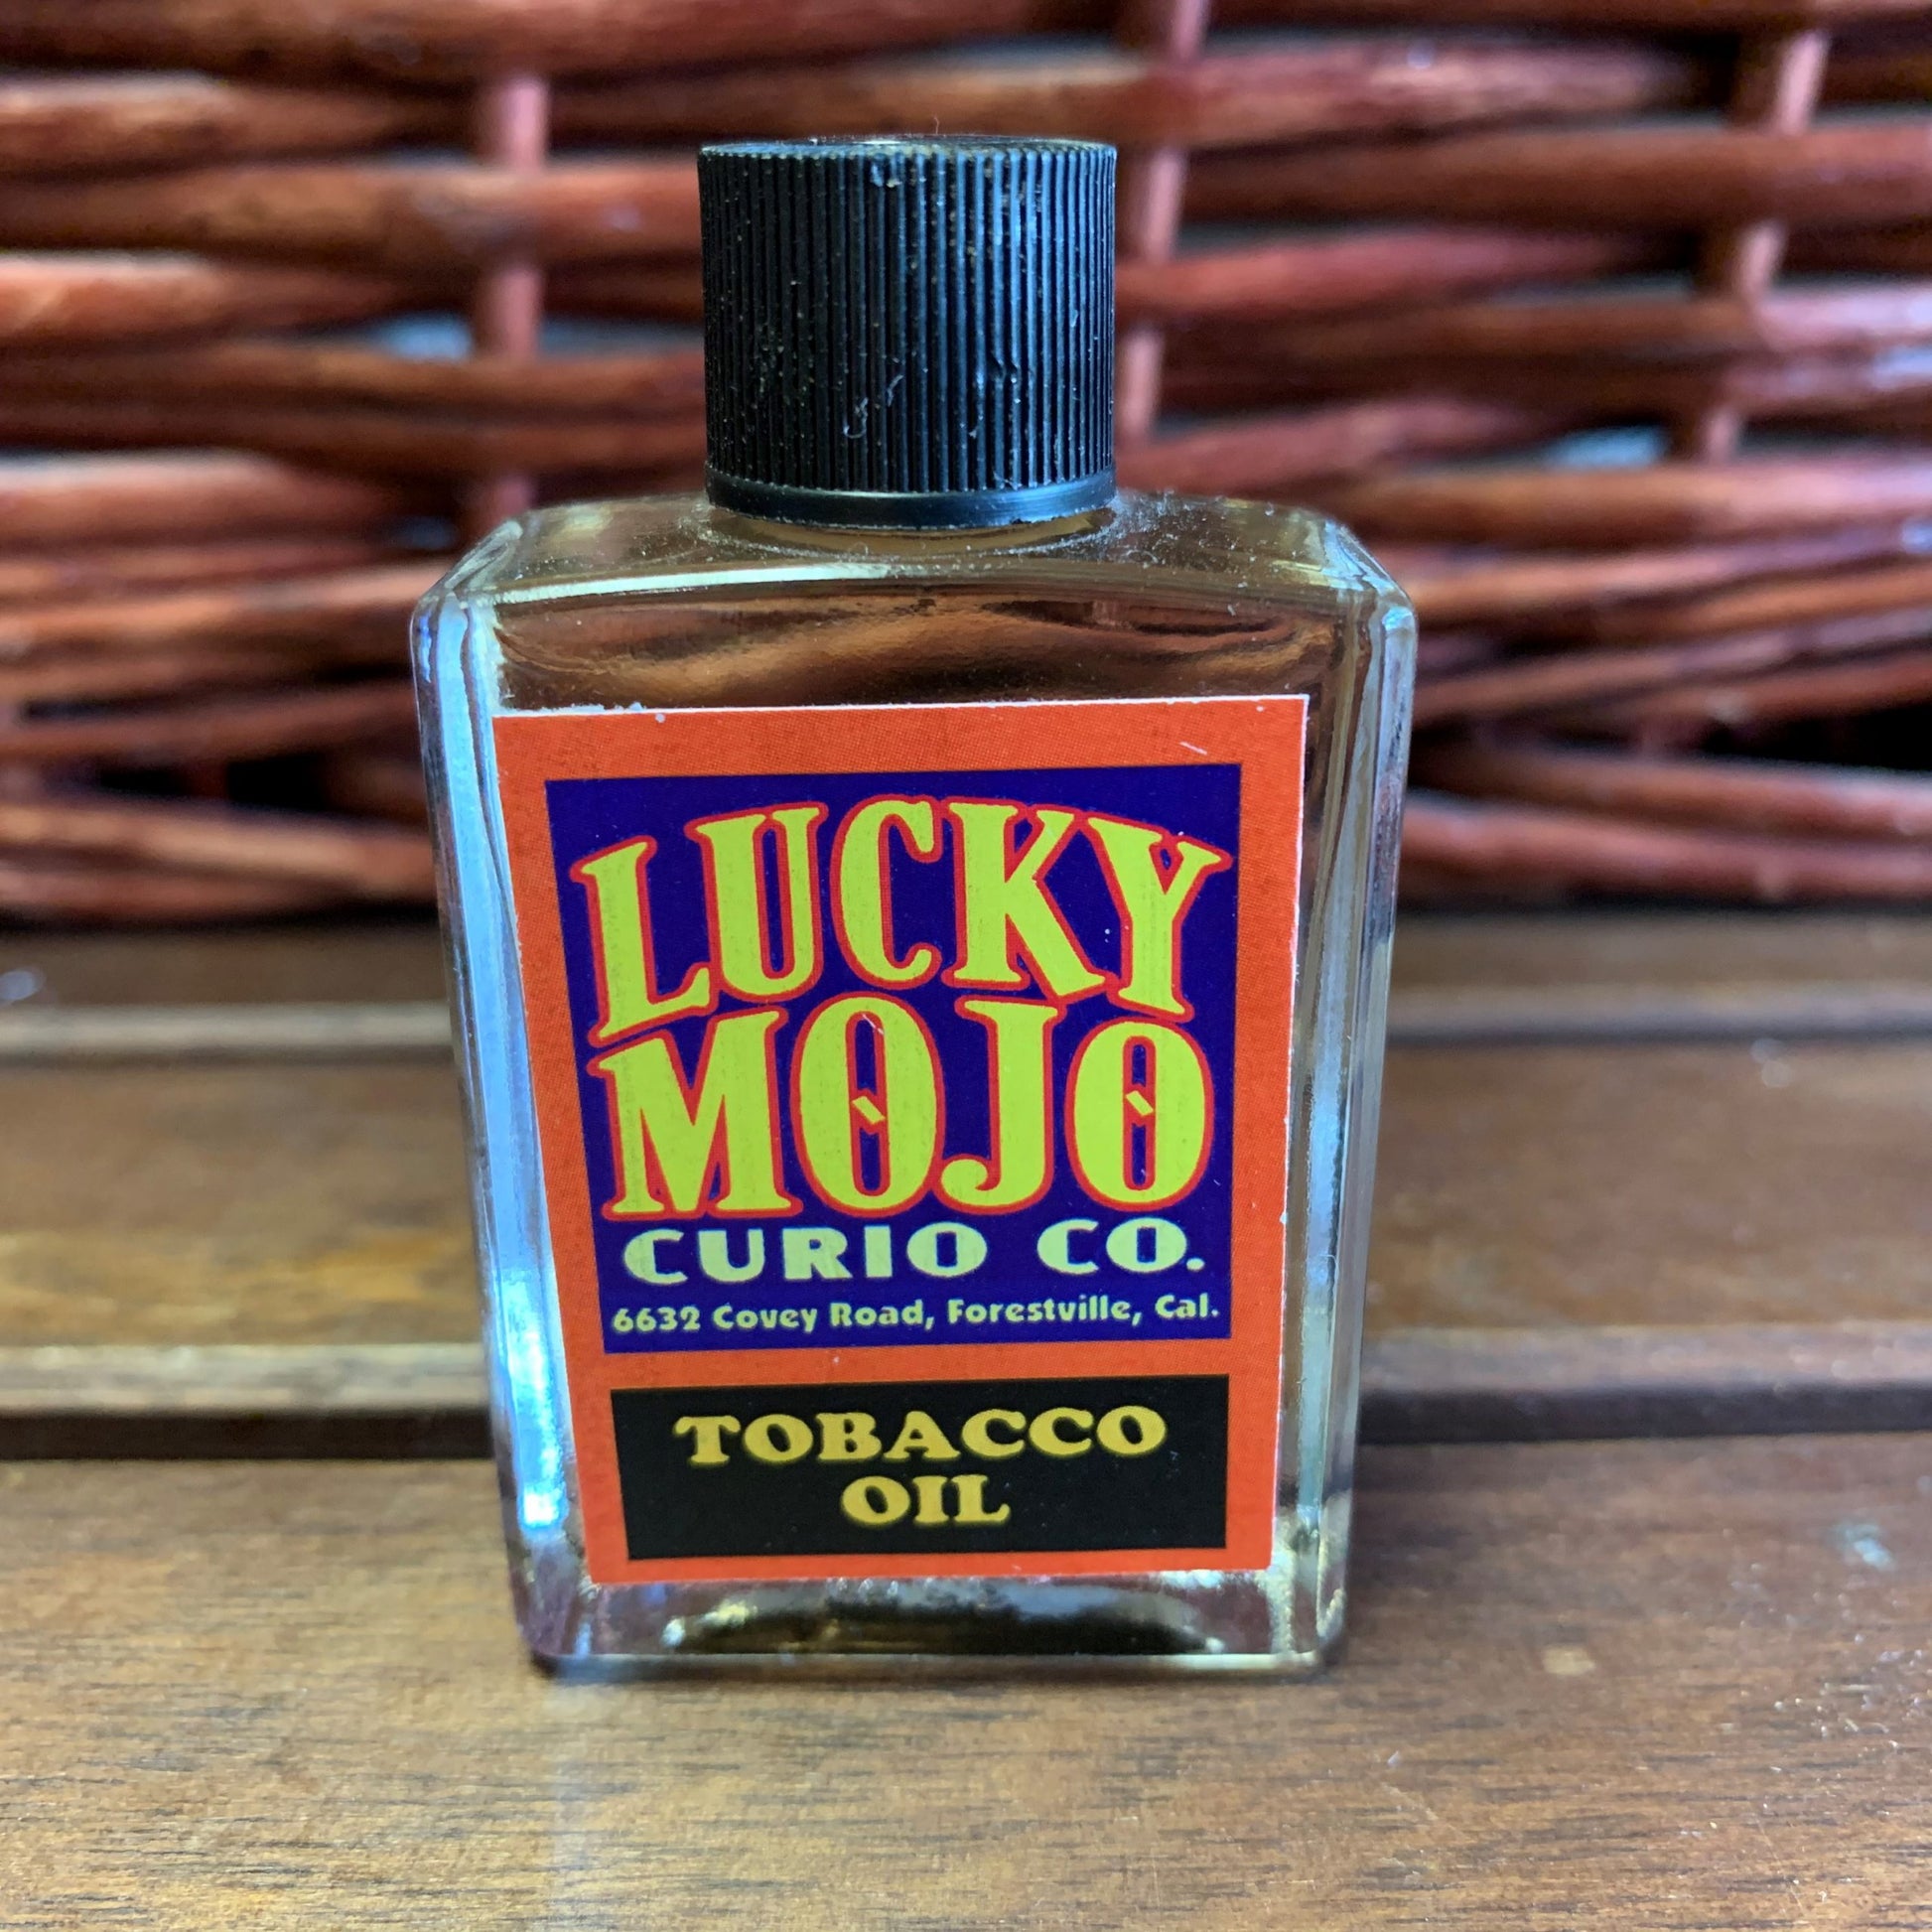 LUCKY
MOJO
CURIO CO.
6632 Covey Road, Forestville, Cal.
TOBACCO
OIL